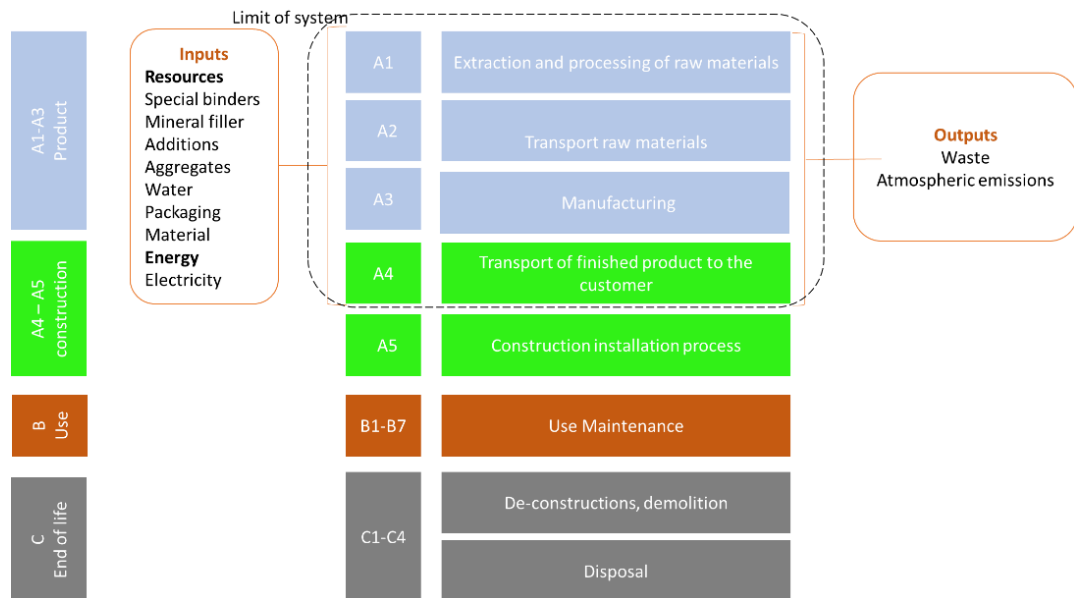 Limit of system
A1-A3
Product
A4 – A5
construction
B
Use
C
End of life
Inputs
Resources
Special binders
Mineral filler
Additions
Aggregates
Water
Packaging
Material
Energy
Electricity
A1
Extraction and processing of raw materials
A2
Transport raw materials
A3
Manufacturing
A4
Transport of finished product to the
customer
A5
Construction installation process
B1-B7
Use Maintenance
C1-C4
De-constructions, demolition
Disposal
Outputs
Waste
Atmospheric emissions